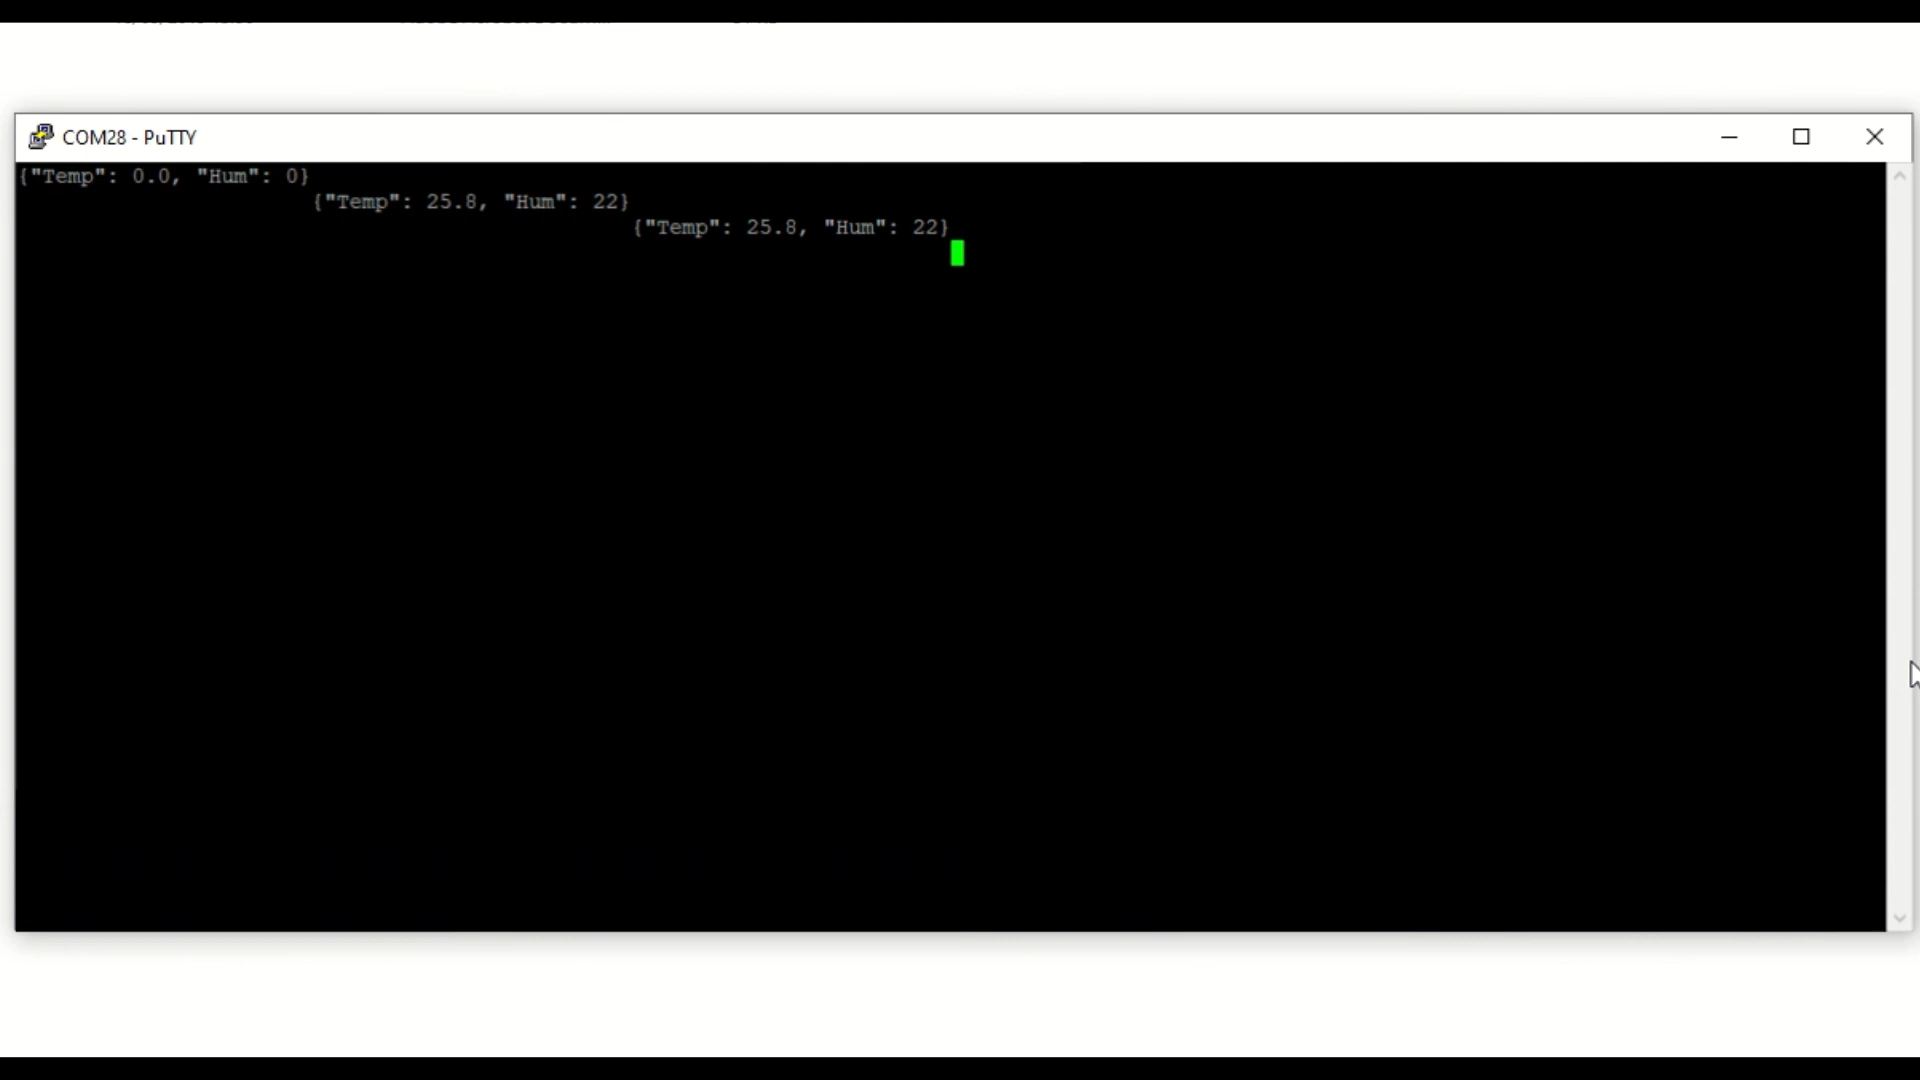 COM28 - PuTTY
{"Temp": 0.0, "Hum": 0}
{"Temp": 25.8, "Hum": 22}
{"Temp": 25.8, "Hum": 22}